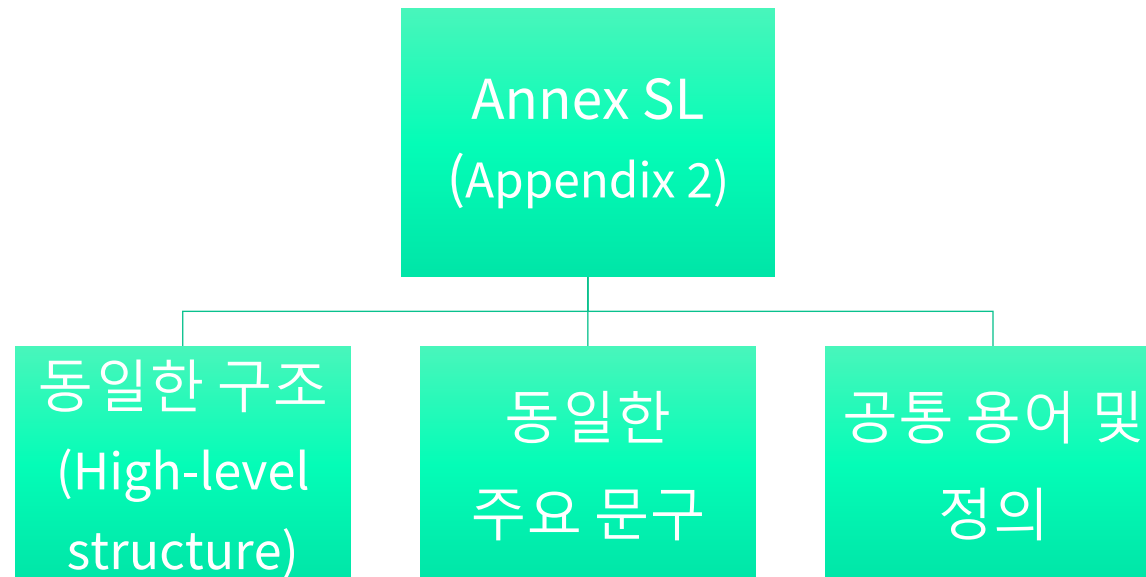 Annex SL
(Appendix 2)
동일한 구조
(High-level
structure)
동일한
주요 문구
공통 용어 및
정의